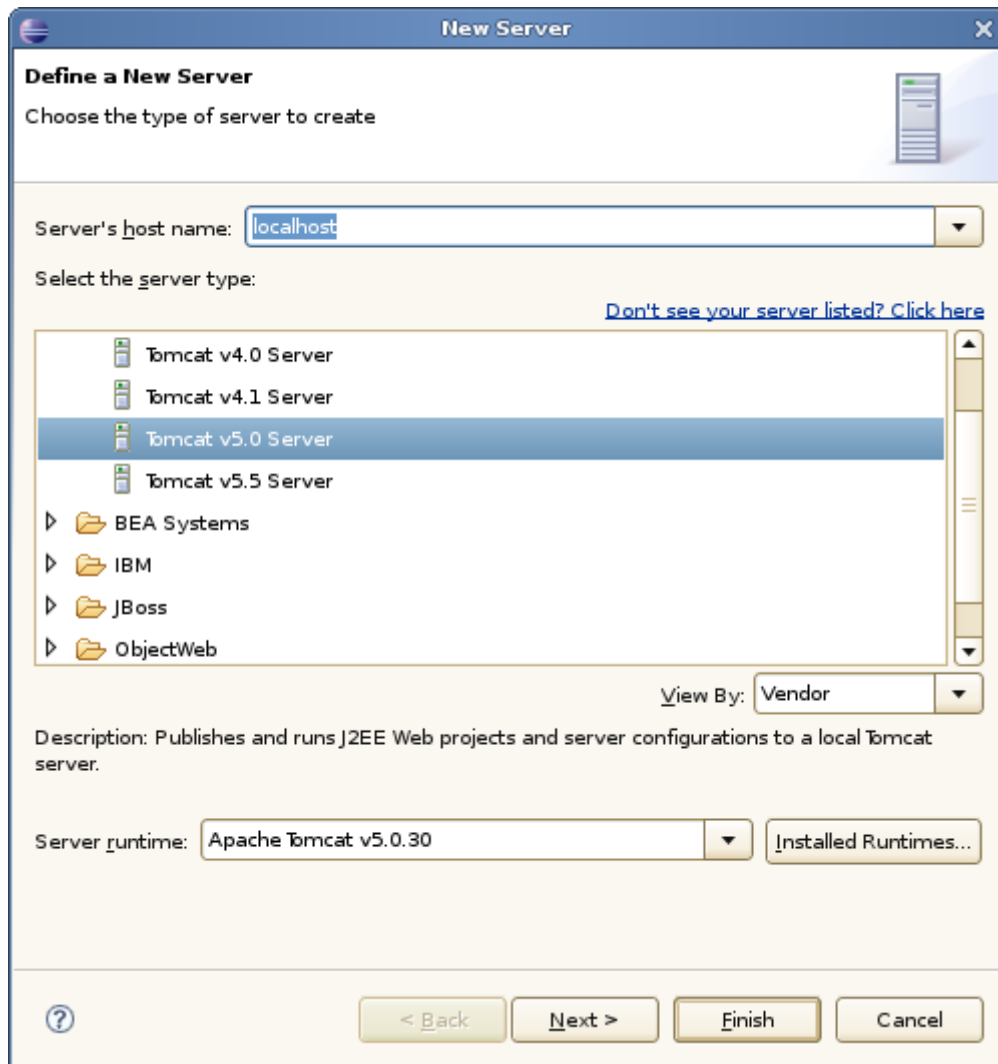 New Server
Define a New Server
Choose the type of server to create
Server's host name: localhost
Select the server type:
Don't see your server listed? Click here
Tomcat v4.0 Server
Tomcat v4.1 Server
Tomcat v5.0 Server
Tomcat v5.5 Server
BEA Systems
IBM
JBoss
ObjectWeb
View By: Vendor
Description: Publishes and runs J2EE Web projects and server configurations to a local Tomcat
server.
Server runtime: Apache Tomcat v5.0.30 Installed Runtimes...
< Back Next > Finish Cancel